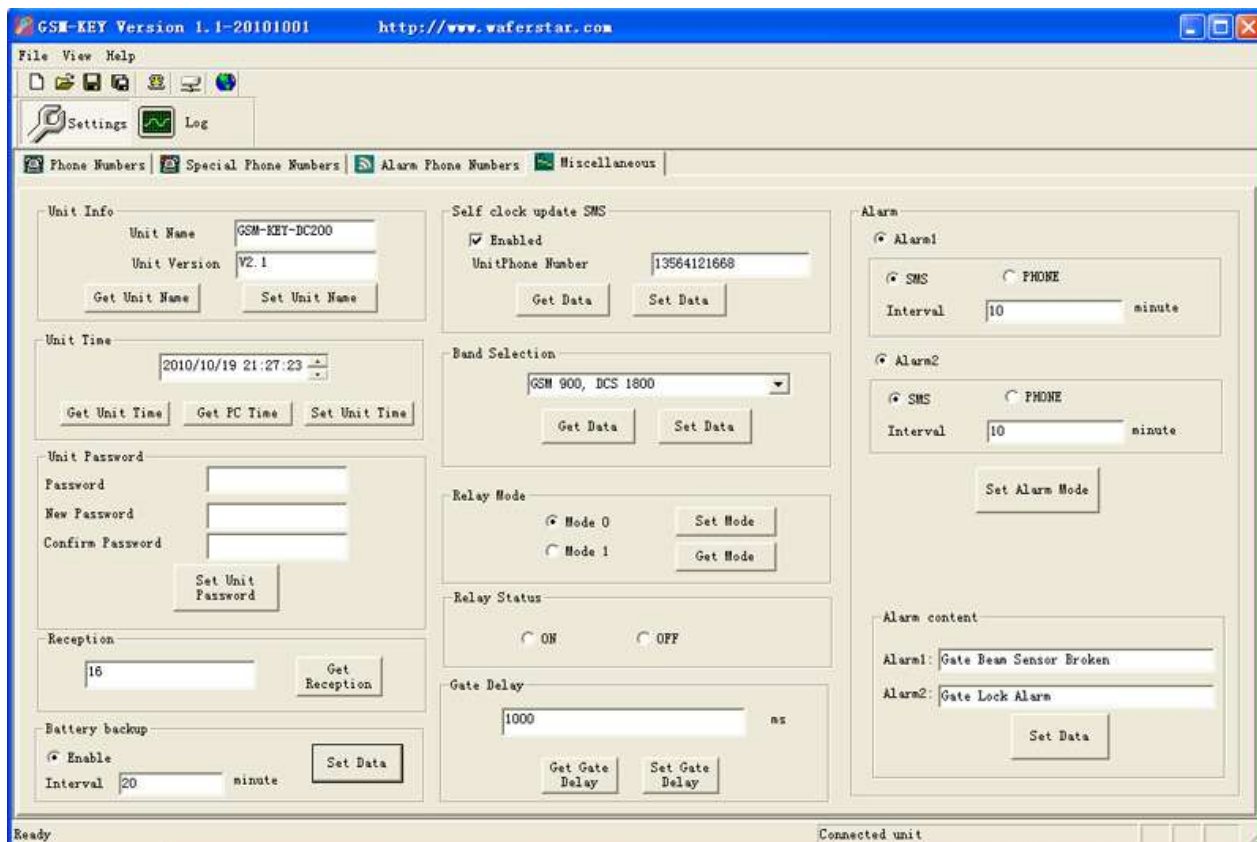 GSM-KEY Version 1.1-20101001 http://www.waferstar.com
File View Help
Settings Log
Phone Numbers Special Phone Numbers Alarm Phone Numbers Miscellaneous
Unit Info
Unit Name GSM-KEY-DC200
Unit Version V2.1
Get Unit Name Set Unit Name
Unit Time
2010/10/19 21:27:23
Get Unit Time Get PC Time Set Unit Time
Unit Password
Password
New Password
Confirm Password
Set Unit
Password
Reception
16
Get
Reception
Battery backup
Enable
Interval 20 minute
Set Data
Self clock update SMS
Enabled
UnitPhone Number 13564121668
Get Data Set Data
Band Selection
GSM 900, DCS 1800
Get Data Set Data
Relay Mode
Mode 0 Set Mode
Mode 1 Get Mode
Relay Status
ON OFF
Gate Delay
1000 ms
Get Gate
Delay
Set Gate
Delay
Alarm
Alarm1
SMS PHONE
Interval 10 minute
Alarm2
SMS PHONE
Interval 10 minute
Set Alarm Mode
Alarm content
Alarm1: Gate Beam Sensor Broken
Alarm2: Gate Lock Alarm
Set Data
Ready Connected unit